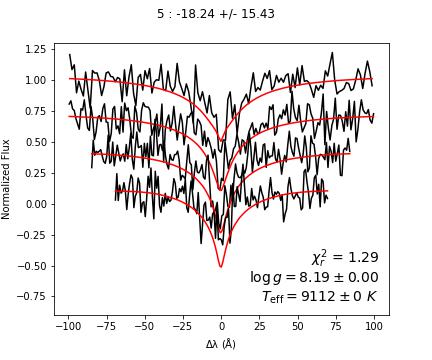 5 : -18.24 +/- 15.43
Normalized Flux
1.25
1.00
0.75
0.50
0.25
0.00
−0.25
−0.50
−0.75
χ²ᵣ = 1.29
log g = 8.19 ± 0.00
T_eff = 9112 ± 0 K
−100 −75 −50 −25 0 25 50 75 100
Δλ (Å)